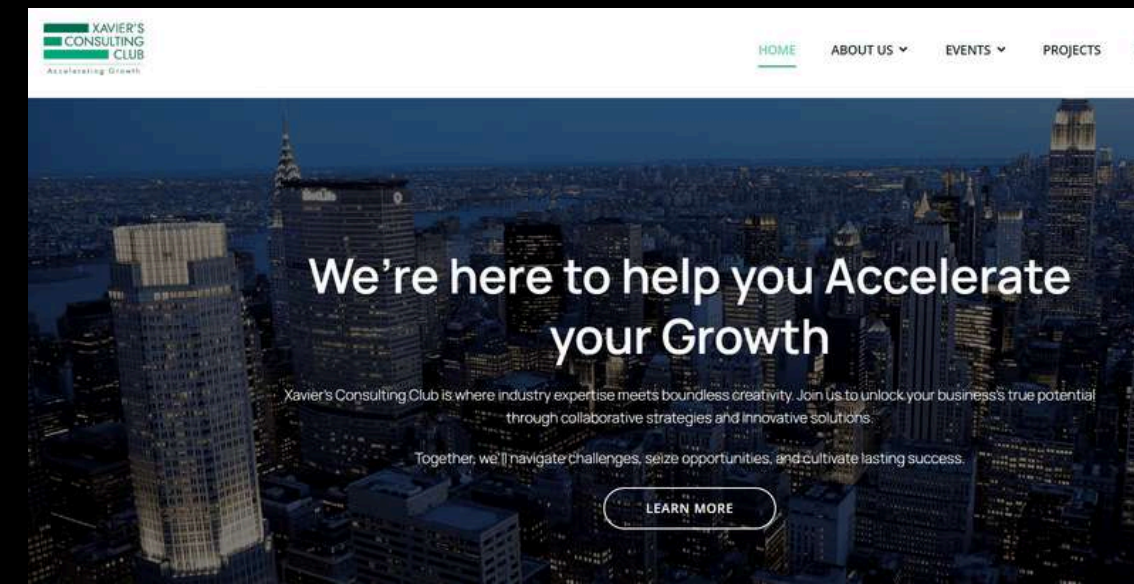 XAVIER'S
CONSULTING
CLUB
Accelerating Growth
HOME ABOUT US EVENTS PROJECTS
MetLife
We're here to help you Accelerate
your Growth
Xavier's Consulting Club is where industry expertise meets boundless creativity. Join us to unlock your business's true potential
through collaborative strategies and innovative solutions.
Together, we'll navigate challenges, seize opportunities, and cultivate lasting success.
LEARN MORE